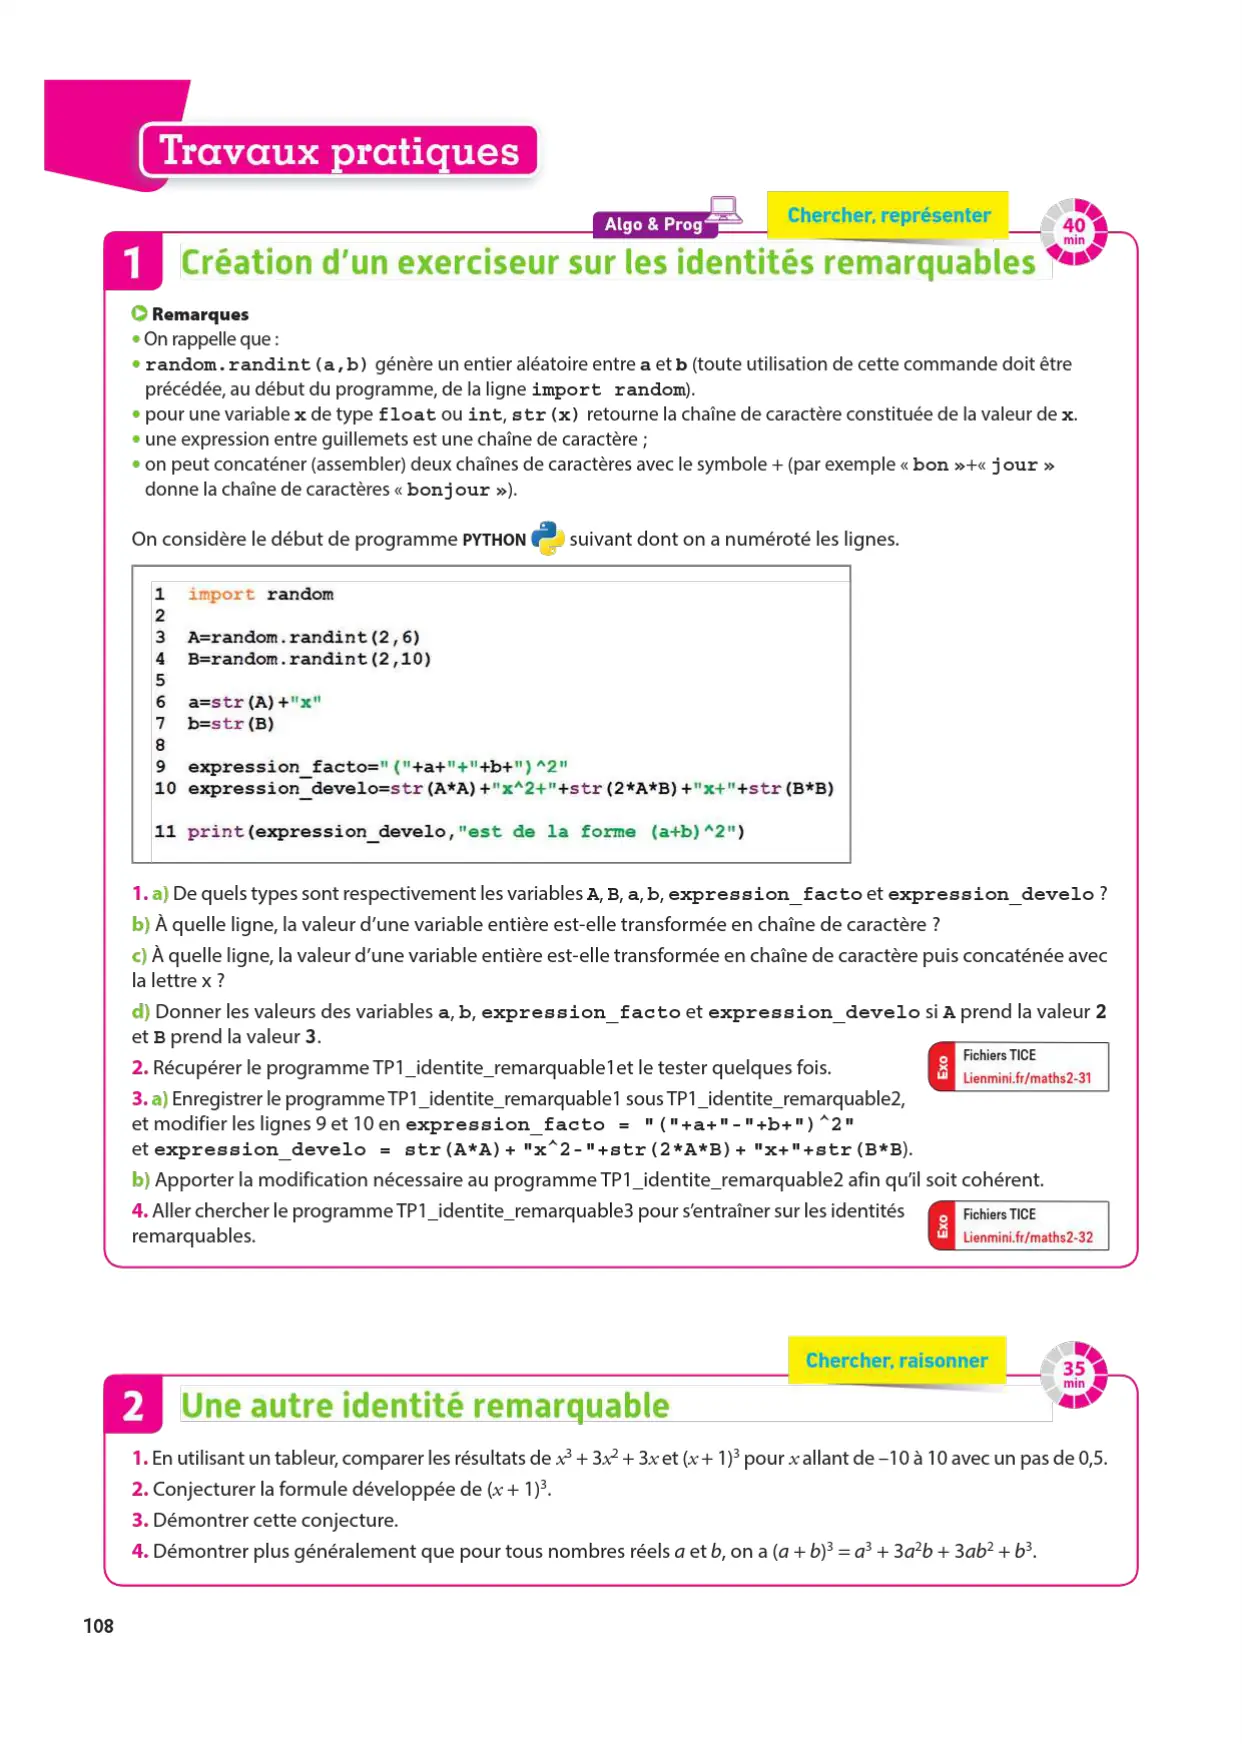 Travaux pratiques
Algo & Prog
Chercher, représenter
40
min
1
Création d'un exerciseur sur les identités remarquables
Remarques
• On rappelle que :
• random.randint(a,b) génère un entier aléatoire entre a et b (toute utilisation de cette commande doit être
précédée, au début du programme, de la ligne import random).
• pour une variable x de type float ou int, str(x) retourne la chaîne de caractère constituée de la valeur de x.
• une expression entre guillemets est une chaîne de caractère ;
• on peut concaténer (assembler) deux chaînes de caractères avec le symbole + (par exemple « bon »+« jour »
donne la chaîne de caractères « bonjour »).
On considère le début de programme PYTHON suivant dont on a numéroté les lignes.
1 import random
2
3 A=random.randint(2,6)
4 B=random.randint(2,10)
5
6 a=str(A)+"x"
7 b=str(B)
8
9 expression_facto="("+a+"+"+b+")^2"
10 expression_develo=str(A*A)+"x^2+"+str(2*A*B)+"x+"+str(B*B)
11 print(expression_develo,"est de la forme (a+b)^2")
1. a) De quels types sont respectivement les variables A, B, a, b, expression_facto et expression_develo ?
b) À quelle ligne, la valeur d'une variable entière est-elle transformée en chaîne de caractère ?
c) À quelle ligne, la valeur d'une variable entière est-elle transformée en chaîne de caractère puis concaténée avec
la lettre x ?
d) Donner les valeurs des variables a, b, expression_facto et expression_develo si A prend la valeur 2
et B prend la valeur 3.
2. Récupérer le programme TP1_identite_remarquable1et le tester quelques fois.
Exo
Fichiers TICE
Lienmini.fr/maths2-31
3. a) Enregistrer le programme TP1_identite_remarquable1 sous TP1_identite_remarquable2,
et modifier les lignes 9 et 10 en expression_facto = "("+a+"-"+b+")^2"
et expression_develo = str(A*A)+ "x^2-"+str(2*A*B)+ "x+"+str(B*B).
b) Apporter la modification nécessaire au programme TP1_identite_remarquable2 afin qu'il soit cohérent.
4. Aller chercher le programme TP1_identite_remarquable3 pour s'entraîner sur les identités
remarquables.
Exo
Fichiers TICE
Lienmini.fr/maths2-32
Chercher, raisonner
35
min
2
Une autre identité remarquable
1. En utilisant un tableur, comparer les résultats de x³ + 3x² + 3x et (x + 1)³ pour x allant de –10 à 10 avec un pas de 0,5.
2. Conjecturer la formule développée de (x + 1)³.
3. Démontrer cette conjecture.
4. Démontrer plus généralement que pour tous nombres réels a et b, on a (a + b)³ = a³ + 3a²b + 3ab² + b³.
108